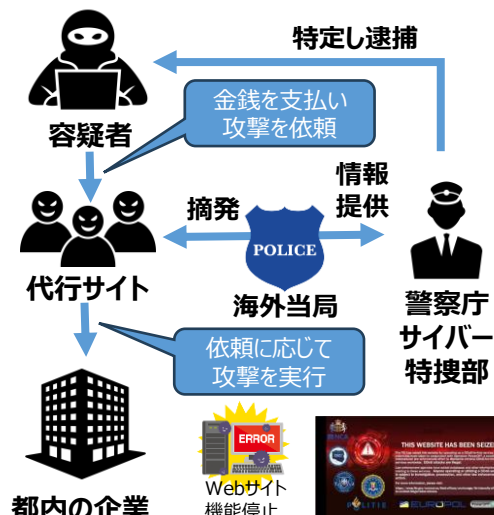 特定し逮捕
金銭を支払い
攻撃を依頼
容疑者
情報
提供
摘発
POLICE
代行サイト
海外当局
警察庁
サイバー
特捜部
依頼に応じて
攻撃を実行
ERROR
Webサイト
機能停止
都内の企業
THIS WEBSITE HAS BEEN SEIZED
POLITIE
EUROPOL